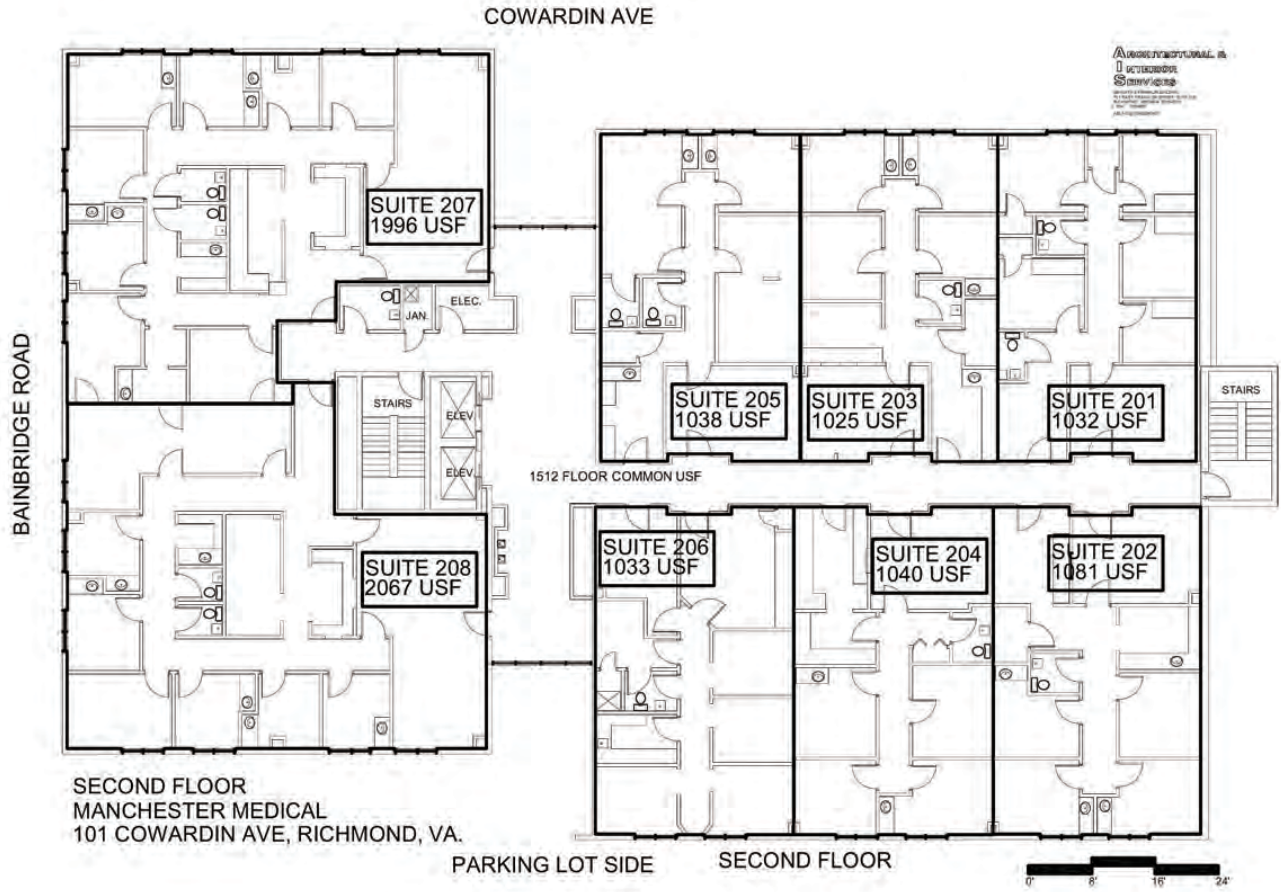 COWARDIN AVE
ARCHITECTURAL &
INTERIOR
SERVICES
SUITE 207
1996 USF
ELEC.
JAN.
BAINBRIDGE ROAD
STAIRS
ELEV
ELEV
SUITE 205
1038 USF
SUITE 203
1025 USF
SUITE 201
1032 USF
STAIRS
1512 FLOOR COMMON USF
SUITE 208
2067 USF
SUITE 206
1033 USF
SUITE 204
1040 USF
SUITE 202
1081 USF
SECOND FLOOR
MANCHESTER MEDICAL
101 COWARDIN AVE, RICHMOND, VA.
PARKING LOT SIDE
SECOND FLOOR
0' 8' 16' 24'